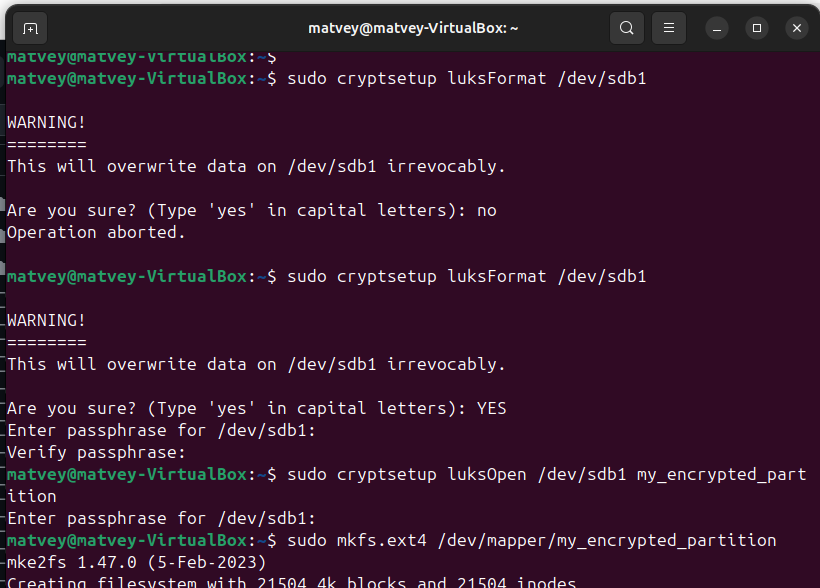 matvey@matvey-VirtualBox: ~
matvey@matvey-VirtualBox:~$
matvey@matvey-VirtualBox:~$ sudo cryptsetup luksFormat /dev/sdb1
WARNING!
========
This will overwrite data on /dev/sdb1 irrevocably.
Are you sure? (Type 'yes' in capital letters): no
Operation aborted.
matvey@matvey-VirtualBox:~$ sudo cryptsetup luksFormat /dev/sdb1
WARNING!
========
This will overwrite data on /dev/sdb1 irrevocably.
Are you sure? (Type 'yes' in capital letters): YES
Enter passphrase for /dev/sdb1:
Verify passphrase:
matvey@matvey-VirtualBox:~$ sudo cryptsetup luksOpen /dev/sdb1 my_encrypted_part
ition
Enter passphrase for /dev/sdb1:
matvey@matvey-VirtualBox:~$ sudo mkfs.ext4 /dev/mapper/my_encrypted_partition
mke2fs 1.47.0 (5-Feb-2023)
Creating filesystem with 21504 4k blocks and 21504 inodes